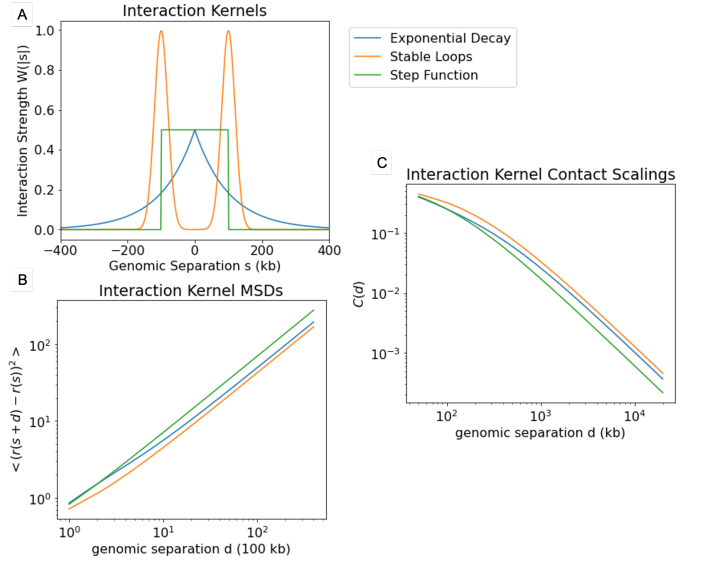 A
Interaction Kernels
Interaction Strength W(|s|)
1.0
0.8
0.6
0.4
0.2
0.0
−400
−200
0
200
400
Genomic Separation s (kb)
Exponential Decay
Stable Loops
Step Function
B
Interaction Kernel MSDs
< (r(s + d) − r(s))² >
10²
10¹
10⁰
10⁰
10¹
10²
genomic separation d (100 kb)
C
Interaction Kernel Contact Scalings
C(d)
10⁻¹
10⁻²
10⁻³
10²
10³
10⁴
genomic separation d (kb)